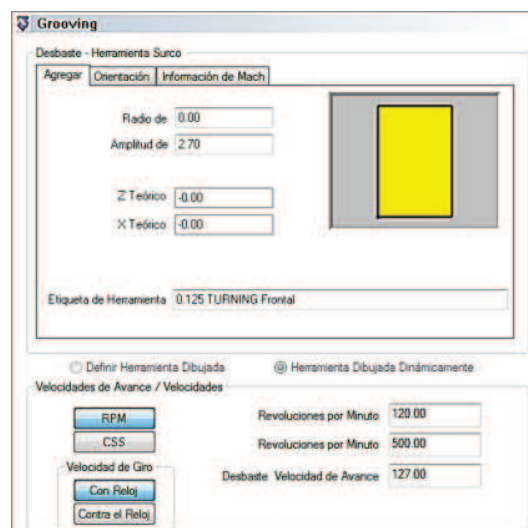 Grooving
Desbaste - Herramienta Surco
Agregar Orientación Información de Mach
Radio de 0.00
Amplitud de 2.70
Z Teórico -0.00
X Teórico -0.00
Etiqueta de Herramienta 0.125 TURNING Frontal
Definir Herramienta Dibujada Herramienta Dibujada Dinámicamente
Velocidades de Avance / Velocidades
RPM Revoluciones por Minuto 120.00
CSS Revoluciones por Minuto 500.00
Velocidad de Giro Desbaste Velocidad de Avance 127.00
Con Reloj
Contra el Reloj